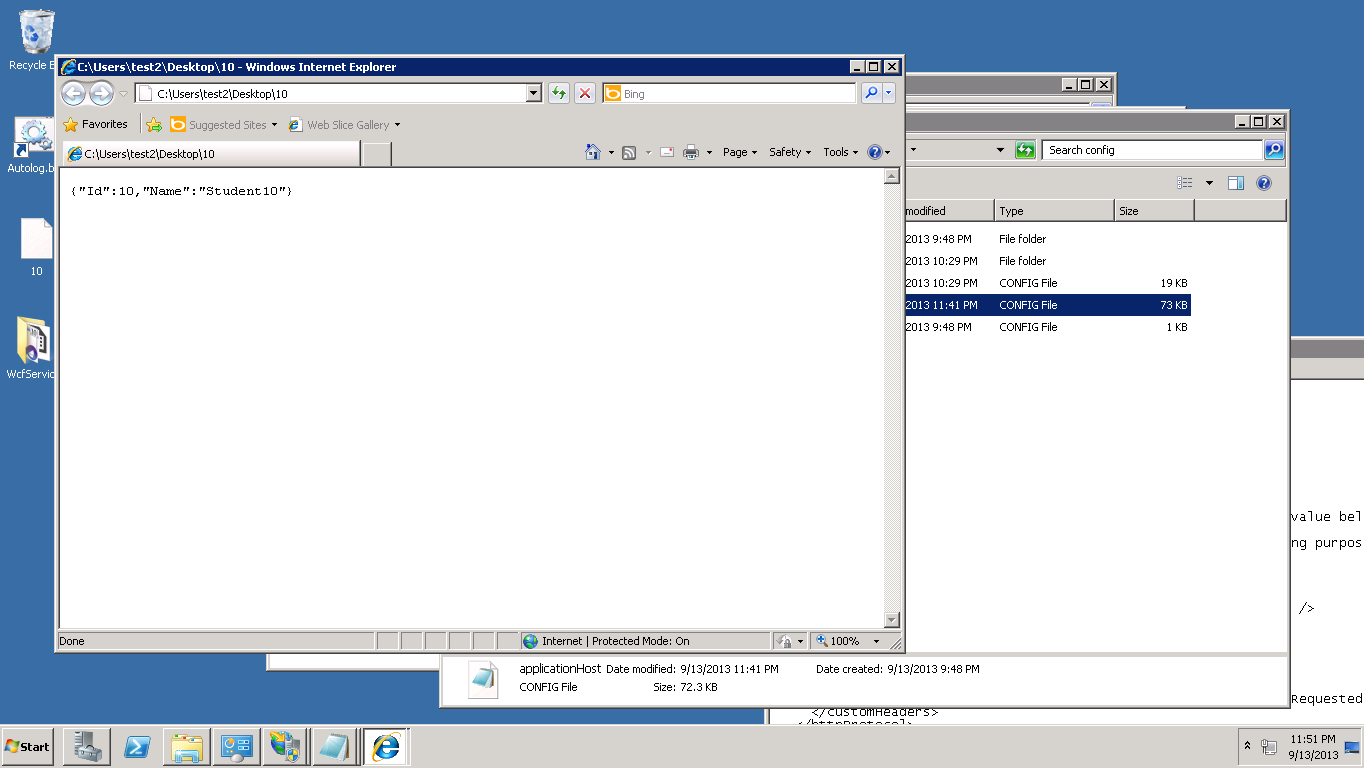 Recycle B
Autolog.b
10
WcfServic
C:\Users\test2\Desktop\10 - Windows Internet Explorer
C:\Users\test2\Desktop\10
Bing
Favorites
Suggested Sites
Web Slice Gallery
C:\Users\test2\Desktop\10
Page
Safety
Tools
{"Id":10,"Name":"Student10"}
Done
Internet | Protected Mode: On
100%
Search config
modified Type Size
2013 9:48 PM File folder
2013 10:29 PM File folder
2013 10:29 PM CONFIG File 19 KB
2013 11:41 PM CONFIG File 73 KB
2013 9:48 PM CONFIG File 1 KB
applicationHost Date modified: 9/13/2013 11:41 PM Date created: 9/13/2013 9:48 PM
CONFIG File Size: 72.3 KB
value bel
ng purpos
/>
Requested
</customHeaders>
</httpProtocol>
Start
11:51 PM
9/13/2013